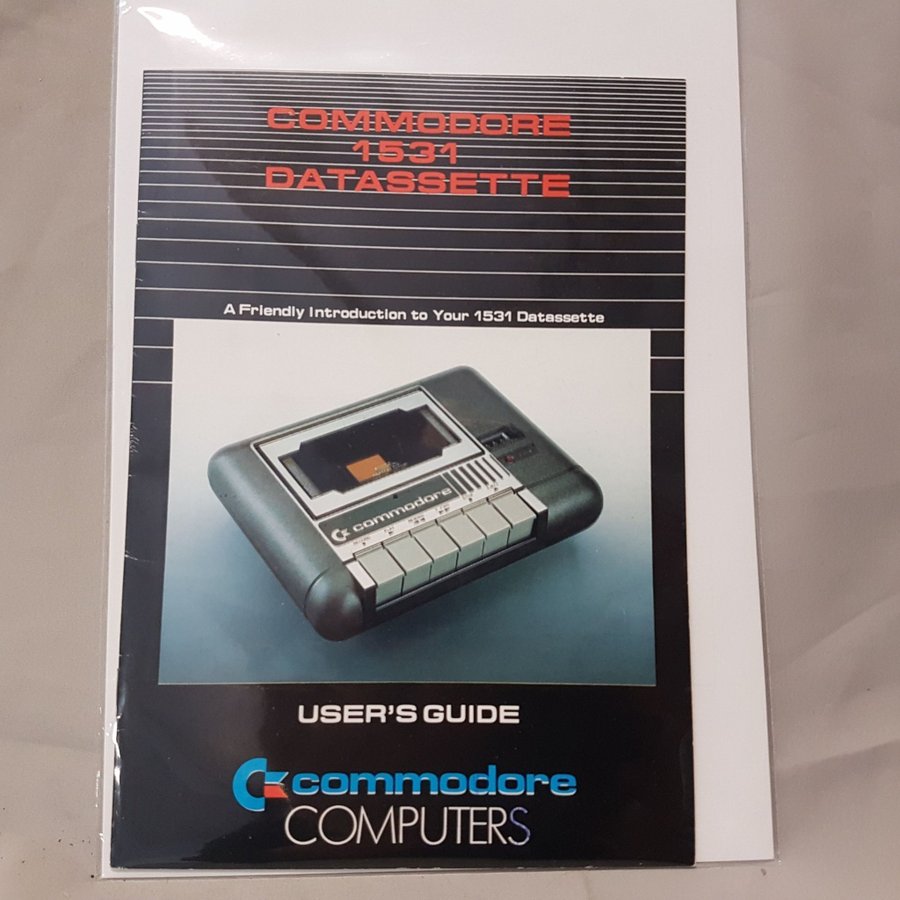 COMMODORE
1531
DATASSETTE
A Friendly Introduction to Your 1531 Datassette
commodore
USER'S GUIDE
commodore
COMPUTERS